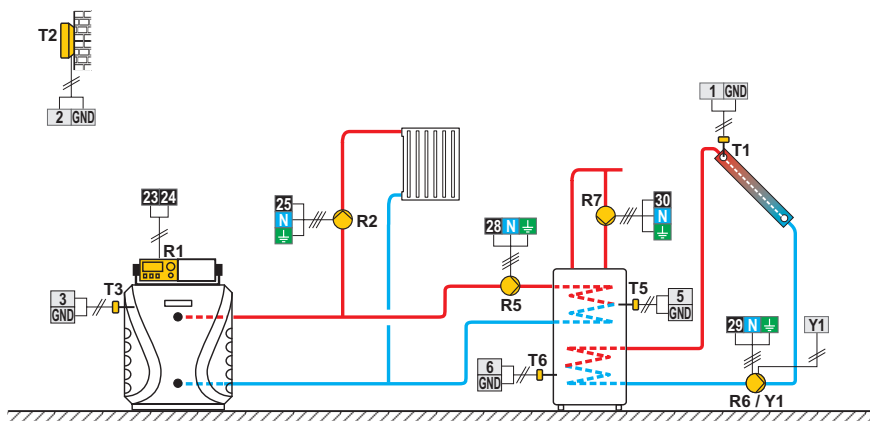 T2
2 GND
1 GND
T1
23 24
R1
25
N
R2
R7
30
N
28 N
T3
3
GND
R5
T5
5
GND
29 N
Y1
T6
6
GND
R6 / Y1